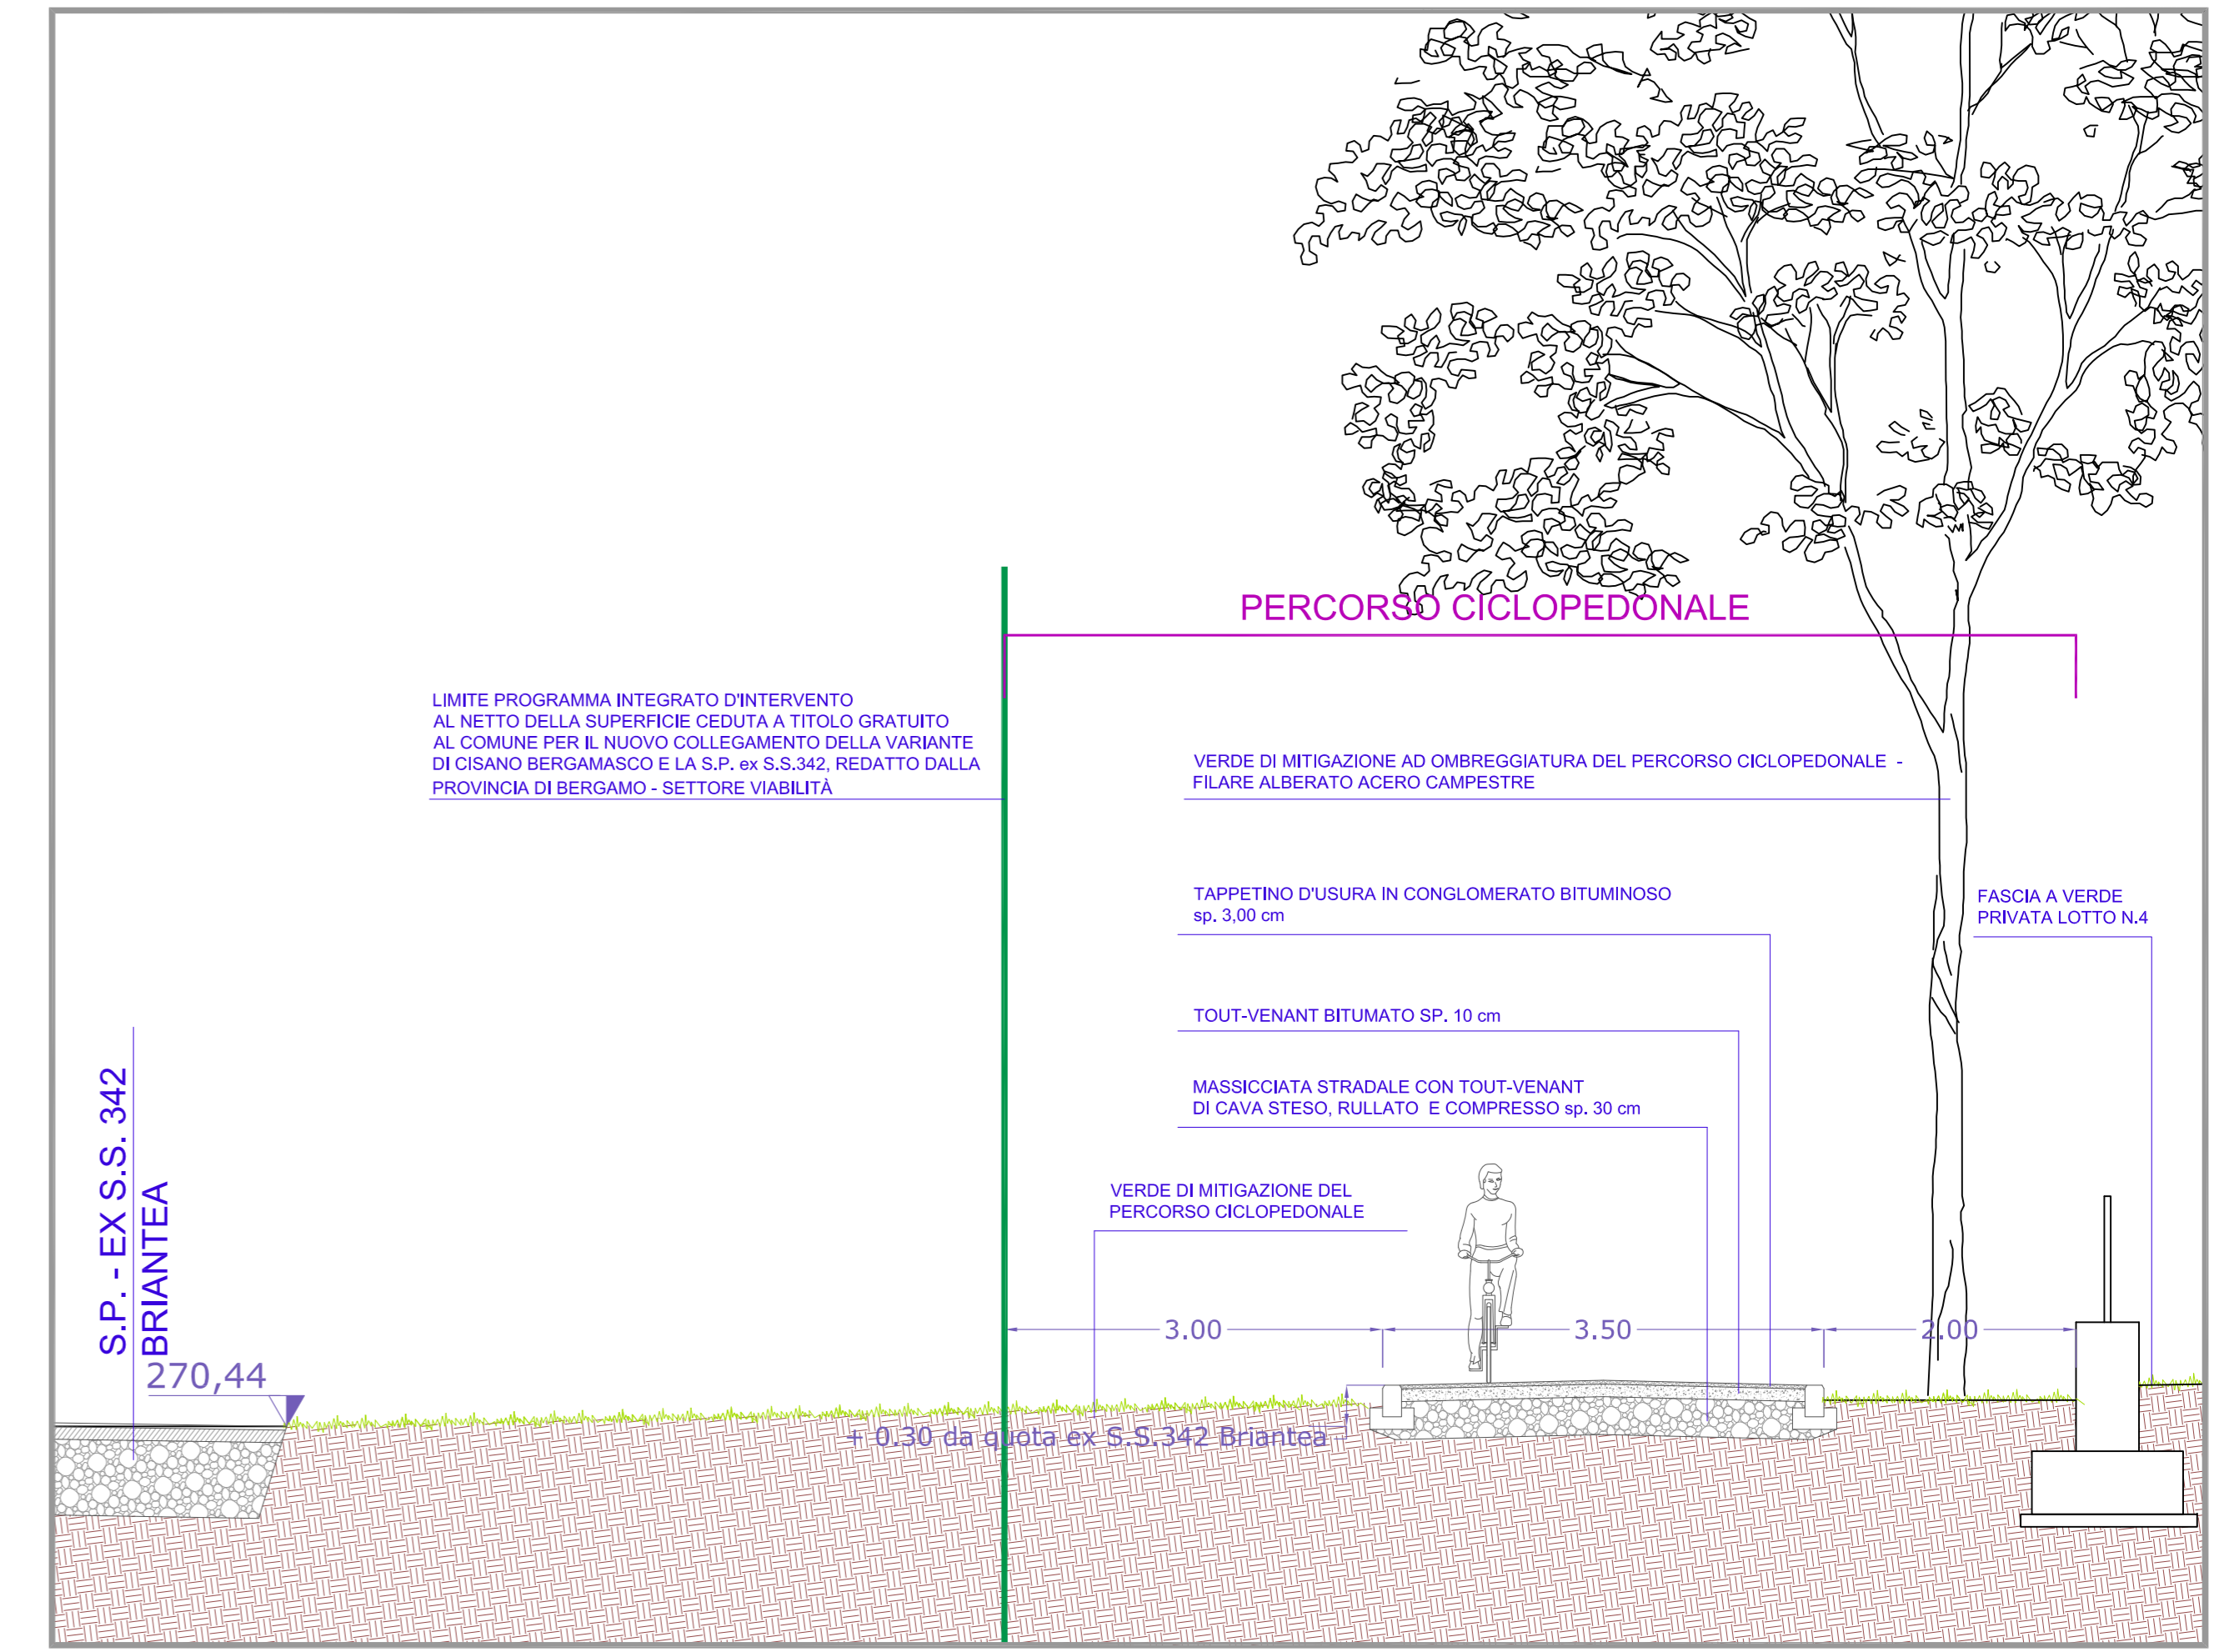 PERCORSO CICLOPEDONALE
LIMITE PROGRAMMA INTEGRATO D'INTERVENTO
AL NETTO DELLA SUPERFICIE CEDUTA A TITOLO GRATUITO
AL COMUNE PER IL NUOVO COLLEGAMENTO DELLA VARIANTE
DI CISANO BERGAMASCO E LA S.P. ex S.S.342, REDATTO DALLA
PROVINCIA DI BERGAMO - SETTORE VIABILITÀ
VERDE DI MITIGAZIONE AD OMBREGGIATURA DEL PERCORSO CICLOPEDONALE -
FILARE ALBERATO ACERO CAMPESTRE
TAPPETINO D'USURA IN CONGLOMERATO BITUMINOSO
sp. 3,00 cm
FASCIA A VERDE
PRIVATA LOTTO N.4
TOUT-VENANT BITUMATO SP. 10 cm
MASSICCIATA STRADALE CON TOUT-VENANT
DI CAVA STESO, RULLATO E COMPRESSO sp. 30 cm
VERDE DI MITIGAZIONE DEL
PERCORSO CICLOPEDONALE
S.P. - EX S.S. 342
BRIANTEA
3.00
3.50
2.00
270,44
+ 0.30 da quota ex S.S.342 Briantea